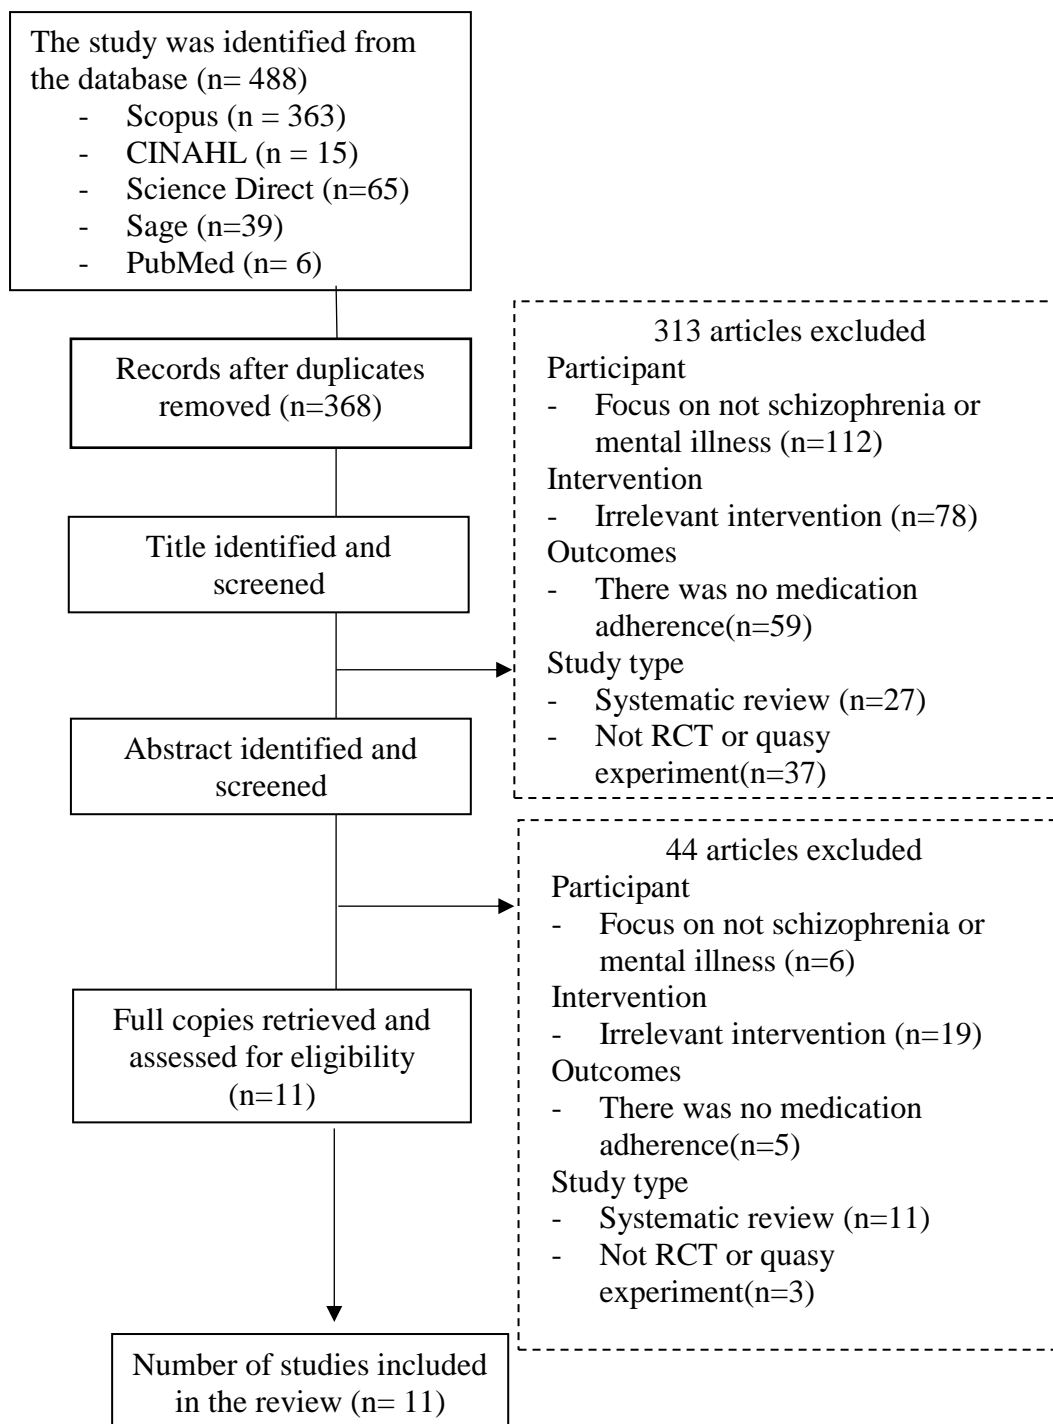 The study was identified from
the database (n= 488)
- Scopus (n = 363)
- CINAHL (n = 15)
- Science Direct (n=65)
- Sage (n=39)
- PubMed (n= 6)
Records after duplicates
removed (n=368)
Title identified and
screened
313 articles excluded
Participant
- Focus on not schizophrenia or
mental illness (n=112)
Intervention
- Irrelevant intervention (n=78)
Outcomes
- There was no medication
adherence(n=59)
Study type
- Systematic review (n=27)
- Not RCT or quasy
experiment(n=37)
Abstract identified and
screened
44 articles excluded
Participant
- Focus on not schizophrenia or
mental illness (n=6)
Intervention
- Irrelevant intervention (n=19)
Outcomes
- There was no medication
adherence(n=5)
Study type
- Systematic review (n=11)
- Not RCT or quasy
experiment(n=3)
Full copies retrieved and
assessed for eligibility
(n=11)
Number of studies included
in the review (n= 11)